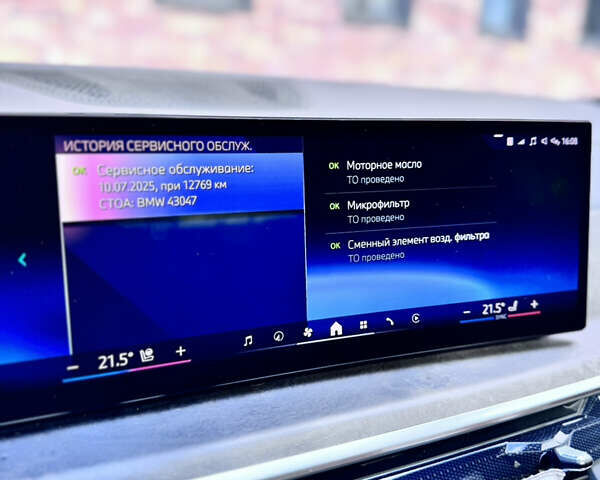 ИСТОРИЯ СЕРВИСНОГО ОБСЛУЖ.
16:08
OK Сервисное обслуживание:
10.07.2025, при 12769 км
СТОА: BMW 43047
OK Моторное масло
ТО проведено
OK Микрофильтр
ТО проведено
OK Сменный элемент возд. фильтра
ТО проведено
− 21.5° +
− 21.5° +
SYNC